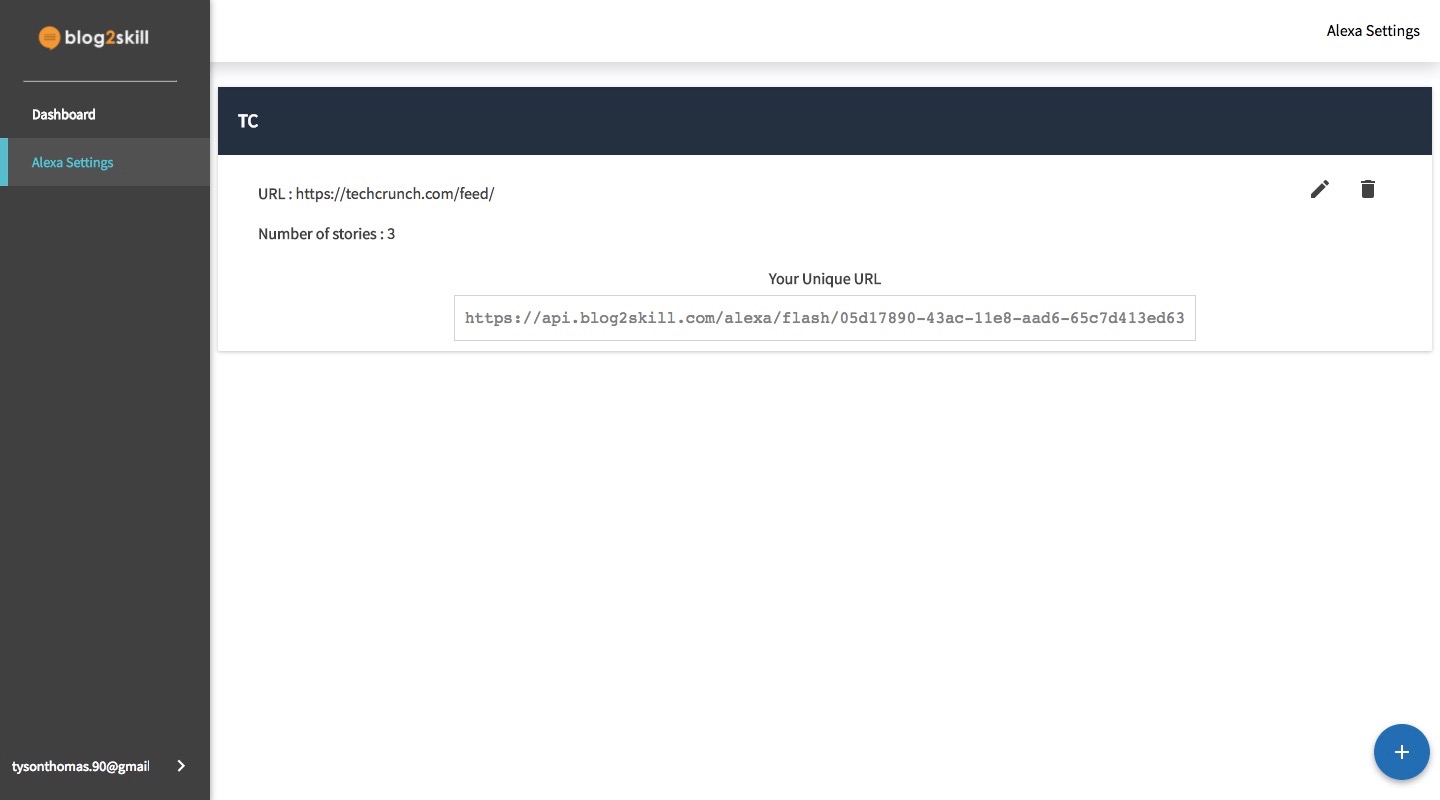 blog2skill
Alexa Settings
Dashboard
Alexa Settings
TC
URL : https://techcrunch.com/feed/
Number of stories : 3
Your Unique URL
https://api.blog2skill.com/alexa/flash/05d17890-43ac-11e8-aad6-65c7d413ed63
tysonthomas.90@gmail